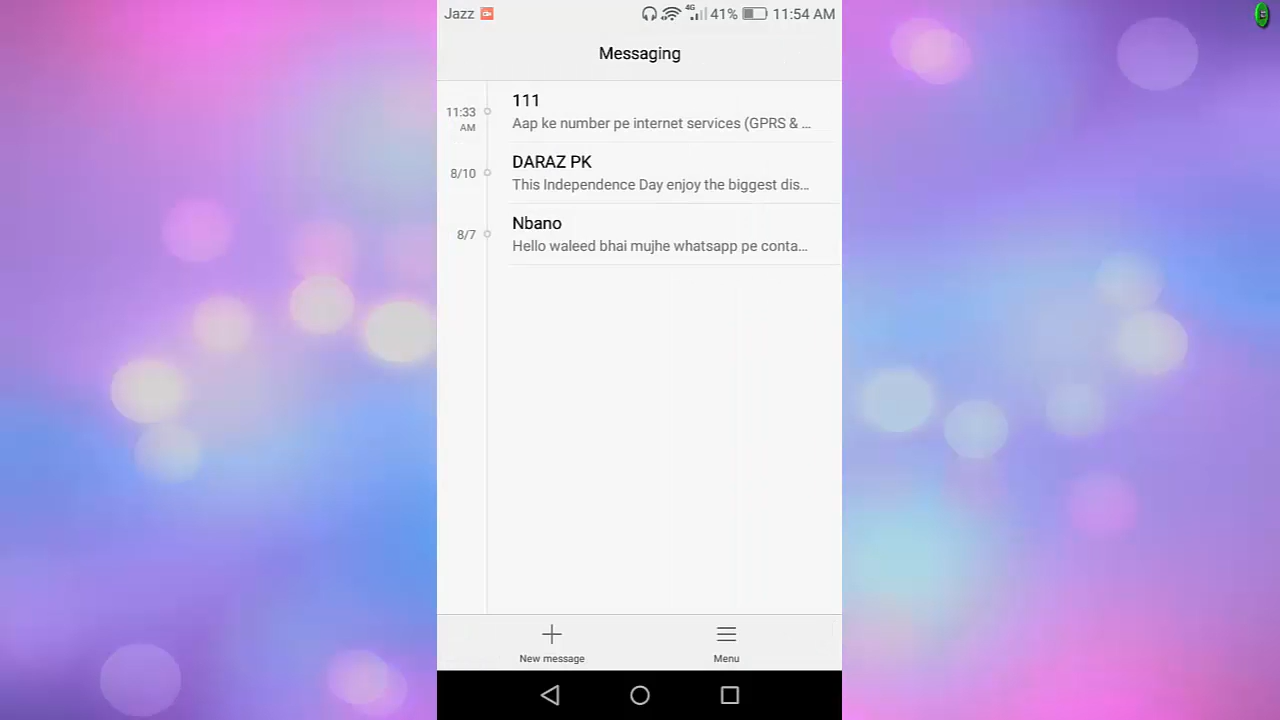 Jazz 4G 41% 11:54 AM
Messaging
111
11:33 AM
Aap ke number pe internet services (GPRS & ...
DARAZ PK
8/10
This Independence Day enjoy the biggest dis...
Nbano
8/7
Hello waleed bhai mujhe whatsapp pe conta...
New message
Menu